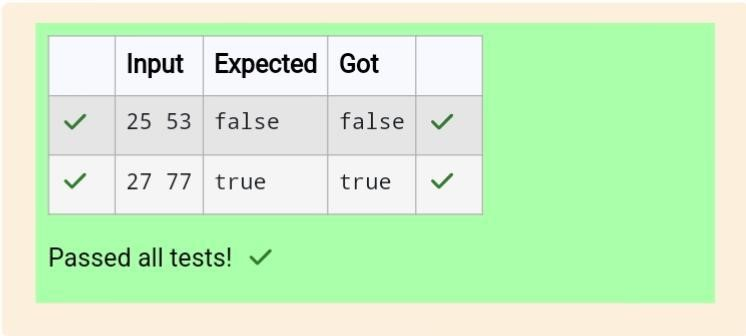 Input Expected Got
25 53 false false
27 77 true true
Passed all tests!